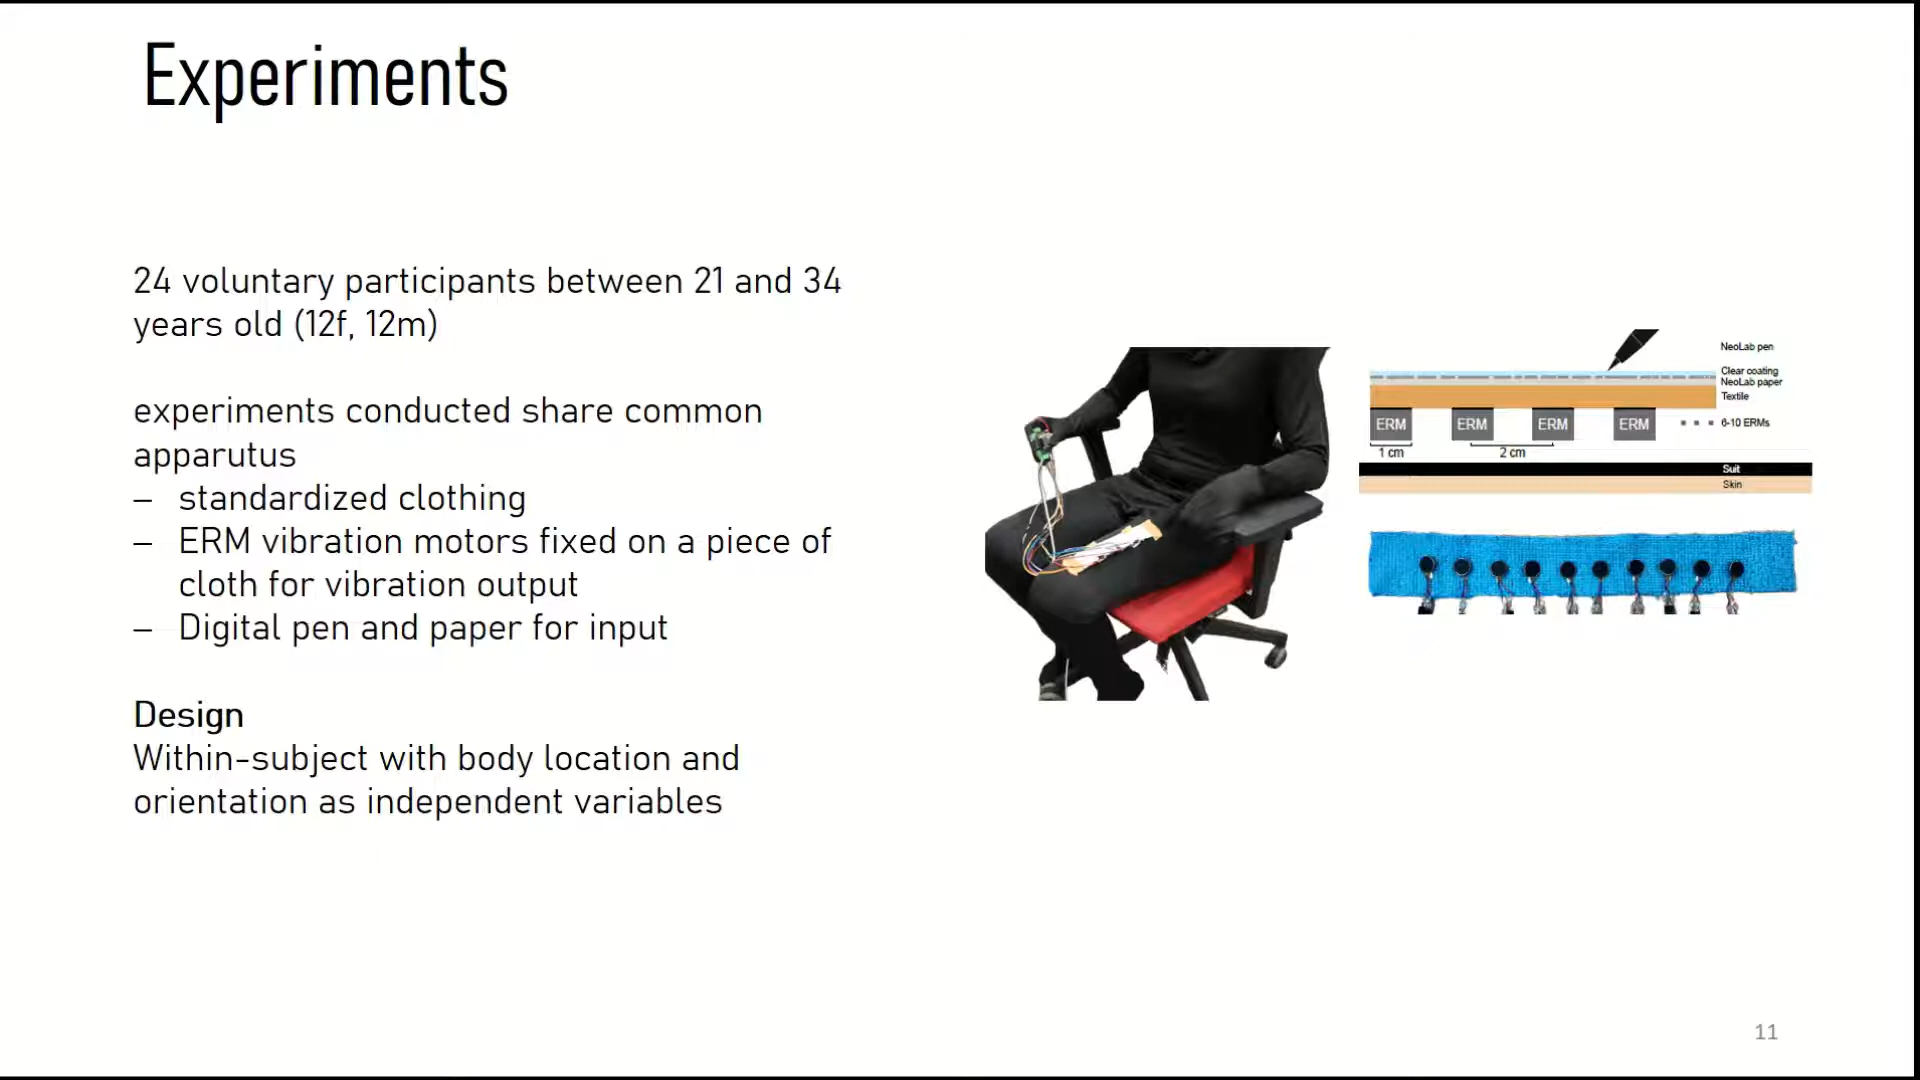 Experiments
24 voluntary participants between 21 and 34
years old (12f, 12m)
experiments conducted share common
apparutus
– standardized clothing
– ERM vibration motors fixed on a piece of
cloth for vibration output
– Digital pen and paper for input
Design
Within-subject with body location and
orientation as independent variables
NeoLab pen
Clear coating
NeoLab paper
Textile
ERM ERM ERM ERM 6-10 ERMs
1 cm 2 cm
Suit
Skin
11